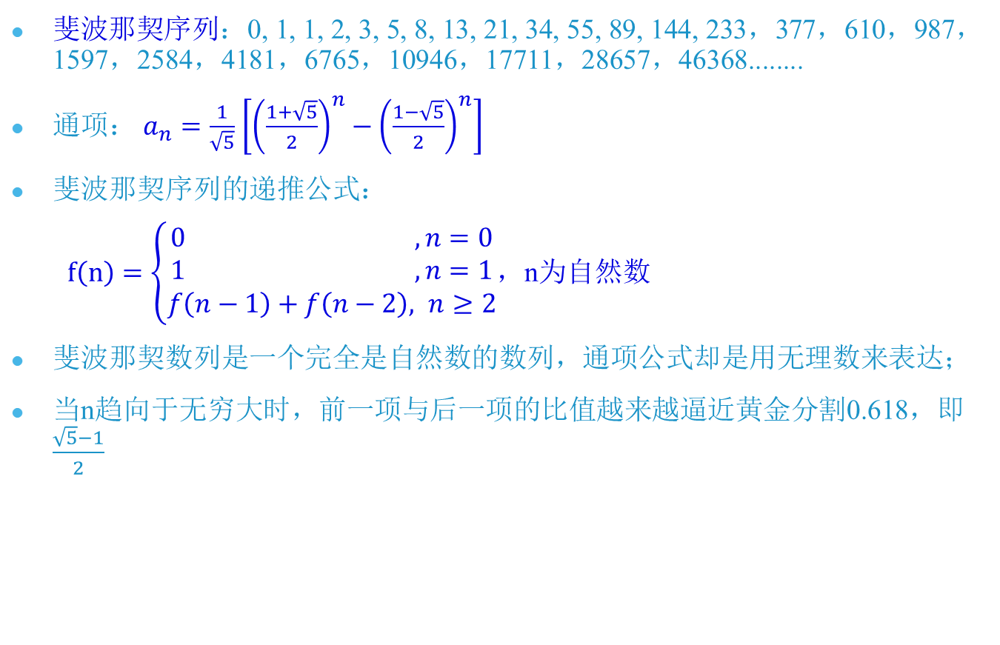 • 斐波那契序列：0, 1, 1, 2, 3, 5, 8, 13, 21, 34, 55, 89, 144, 233，377，610，987，
1597，2584，4181，6765，10946，17711，28657，46368........
• 通项： $a_n = \frac{1}{\sqrt{5}}\left[\left(\frac{1+\sqrt{5}}{2}\right)^n - \left(\frac{1-\sqrt{5}}{2}\right)^n\right]$
• 斐波那契序列的递推公式：
$f(n) = \begin{cases} 0 & ,n = 0 \\ 1 & ,n = 1 \\ f(n-1)+f(n-2), & n \geq 2 \end{cases}$，n为自然数
• 斐波那契数列是一个完全是自然数的数列，通项公式却是用无理数来表达；
• 当n趋向于无穷大时，前一项与后一项的比值越来越逼近黄金分割0.618，即
$\frac{\sqrt{5}-1}{2}$